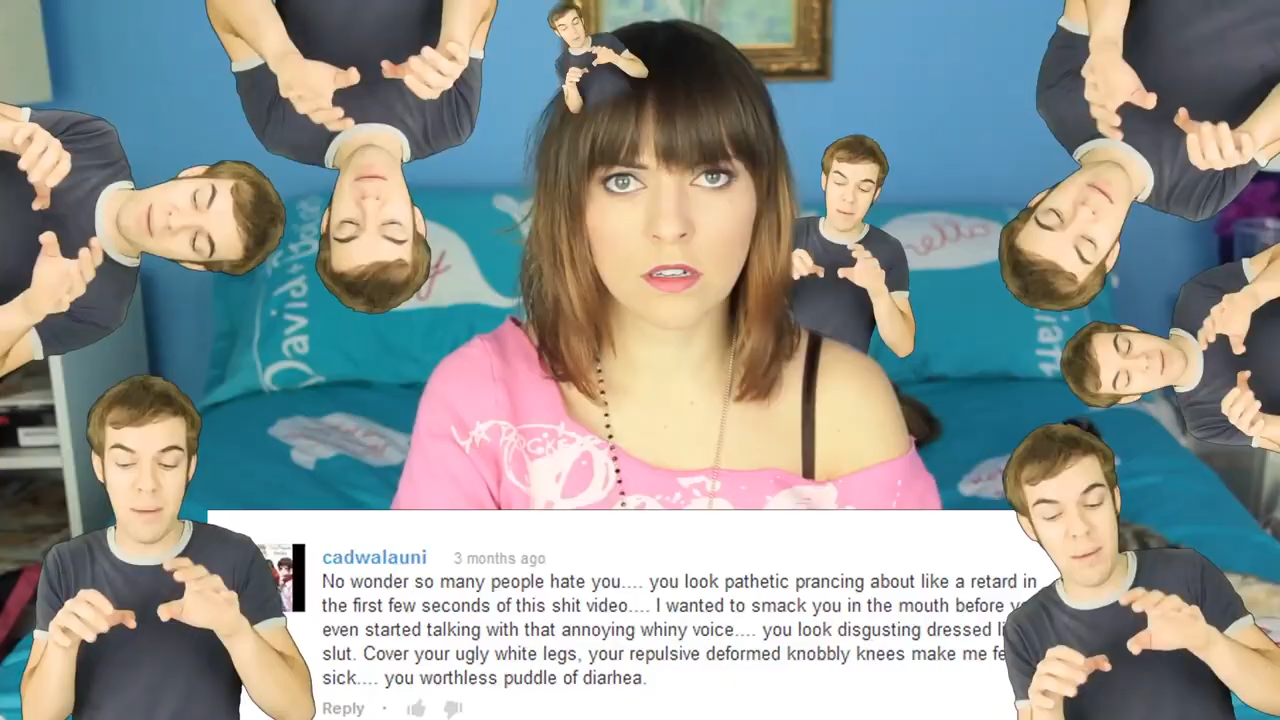 David+Balls
hello
cadwalauni 3 months ago
No wonder so many people hate you.... you look pathetic prancing about like a retard in
the first few seconds of this shit video.... I wanted to smack you in the mouth before
even started talking with that annoying whiny voice.... you look disgusting dressed
slut. Cover your ugly white legs, your repulsive deformed knobbly knees make me
sick.... you worthless puddle of diarhea.
Reply